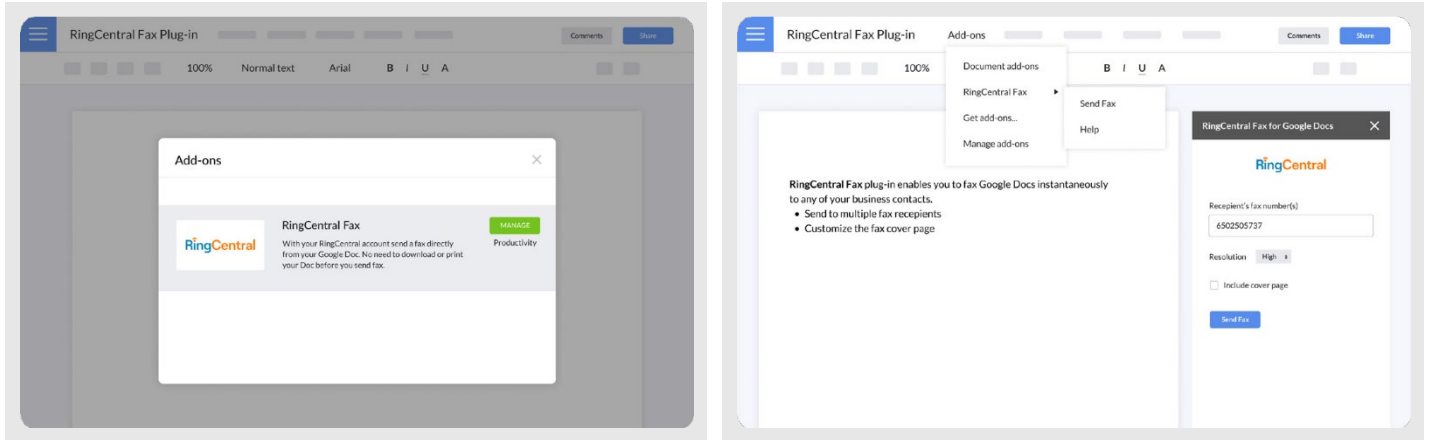 RingCentral Fax Plug-in
Comments
Share
100% Normal text Arial B I U A
Add-ons
RingCentral
RingCentral Fax
With your RingCentral account send a fax directly
from your Google Doc. No need to download or print
your Doc before you send fax.
MANAGE
Productivity
RingCentral Fax Plug-in Add-ons
Comments
Share
100% B I U A
Document add-ons
RingCentral Fax
Get add-ons...
Manage add-ons
Send Fax
Help
RingCentral Fax plug-in enables you to fax Google Docs instantaneously
to any of your business contacts.
• Send to multiple fax recepients
• Customize the fax cover page
RingCentral Fax for Google Docs
RingCentral
Recepient's fax number(s)
6502505737
Resolution High
Include cover page
Send Fax